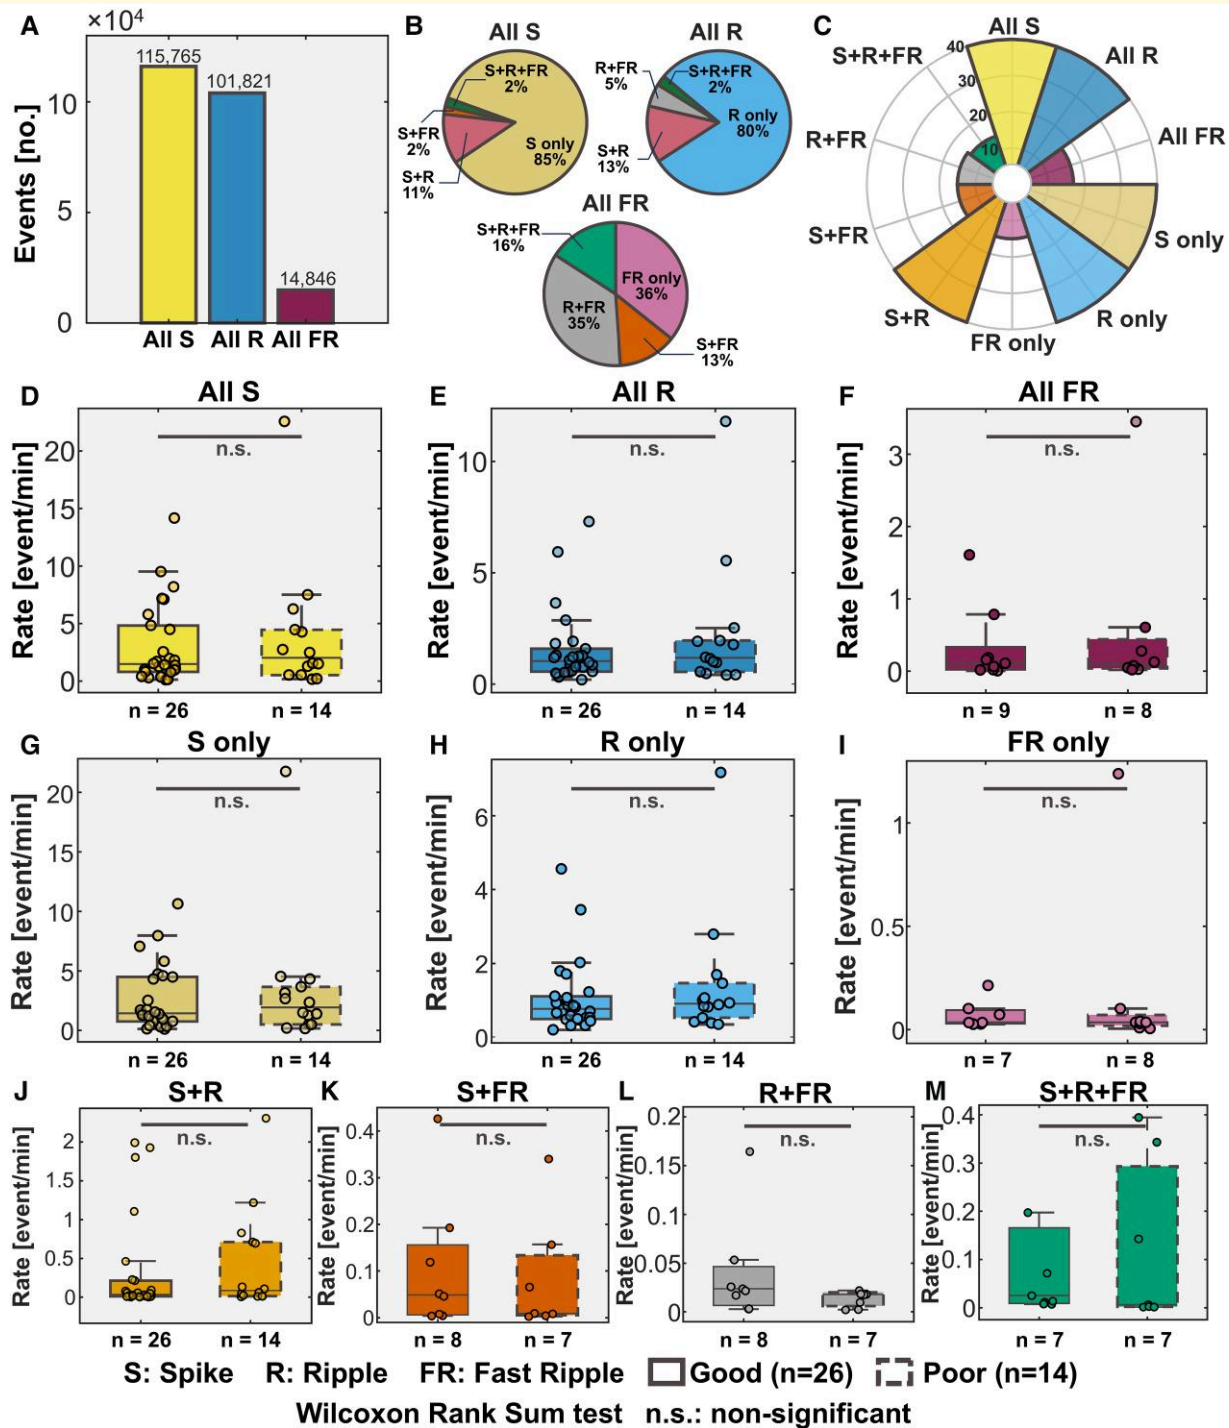 A
×10⁴
115,765
101,821
14,846
10
5
0
Events [no.]
All S
All R
All FR
B
All S
S+R+FR
2%
S+FR
2%
S+R
11%
S only
85%
All R
R+FR
5%
S+R+FR
2%
R only
80%
S+R
13%
All FR
S+R+FR
16%
FR only
36%
R+FR
35%
S+FR
13%
C
All S
All R
All FR
S only
R only
FR only
S+R
S+FR
R+FR
S+R+FR
40
30
20
10
D
All S
Rate [event/min]
20
15
10
5
0
n.s.
n = 26
n = 14
E
All R
Rate [event/min]
10
5
0
n.s.
n = 26
n = 14
F
All FR
Rate [event/min]
3
2
1
0
n.s.
n = 9
n = 8
G
S only
Rate [event/min]
20
15
10
5
0
n.s.
n = 26
n = 14
H
R only
Rate [event/min]
6
4
2
0
n.s.
n = 26
n = 14
I
FR only
Rate [event/min]
1
0.5
0
n.s.
n = 7
n = 8
J
S+R
Rate [event/min]
2
1
0.5
0
n.s.
n = 26
n = 14
K
S+FR
Rate [event/min]
0.4
0.2
0.1
0
n.s.
n = 8
n = 7
L
R+FR
Rate [event/min]
0.2
0.15
0.1
0.05
0
n.s.
n = 8
n = 7
M
S+R+FR
Rate [event/min]
0.4
0.3
0.2
0.1
0
n.s.
n = 7
n = 7
S: Spike R: Ripple FR: Fast Ripple Good (n=26) Poor (n=14)
Wilcoxon Rank Sum test n.s.: non-significant